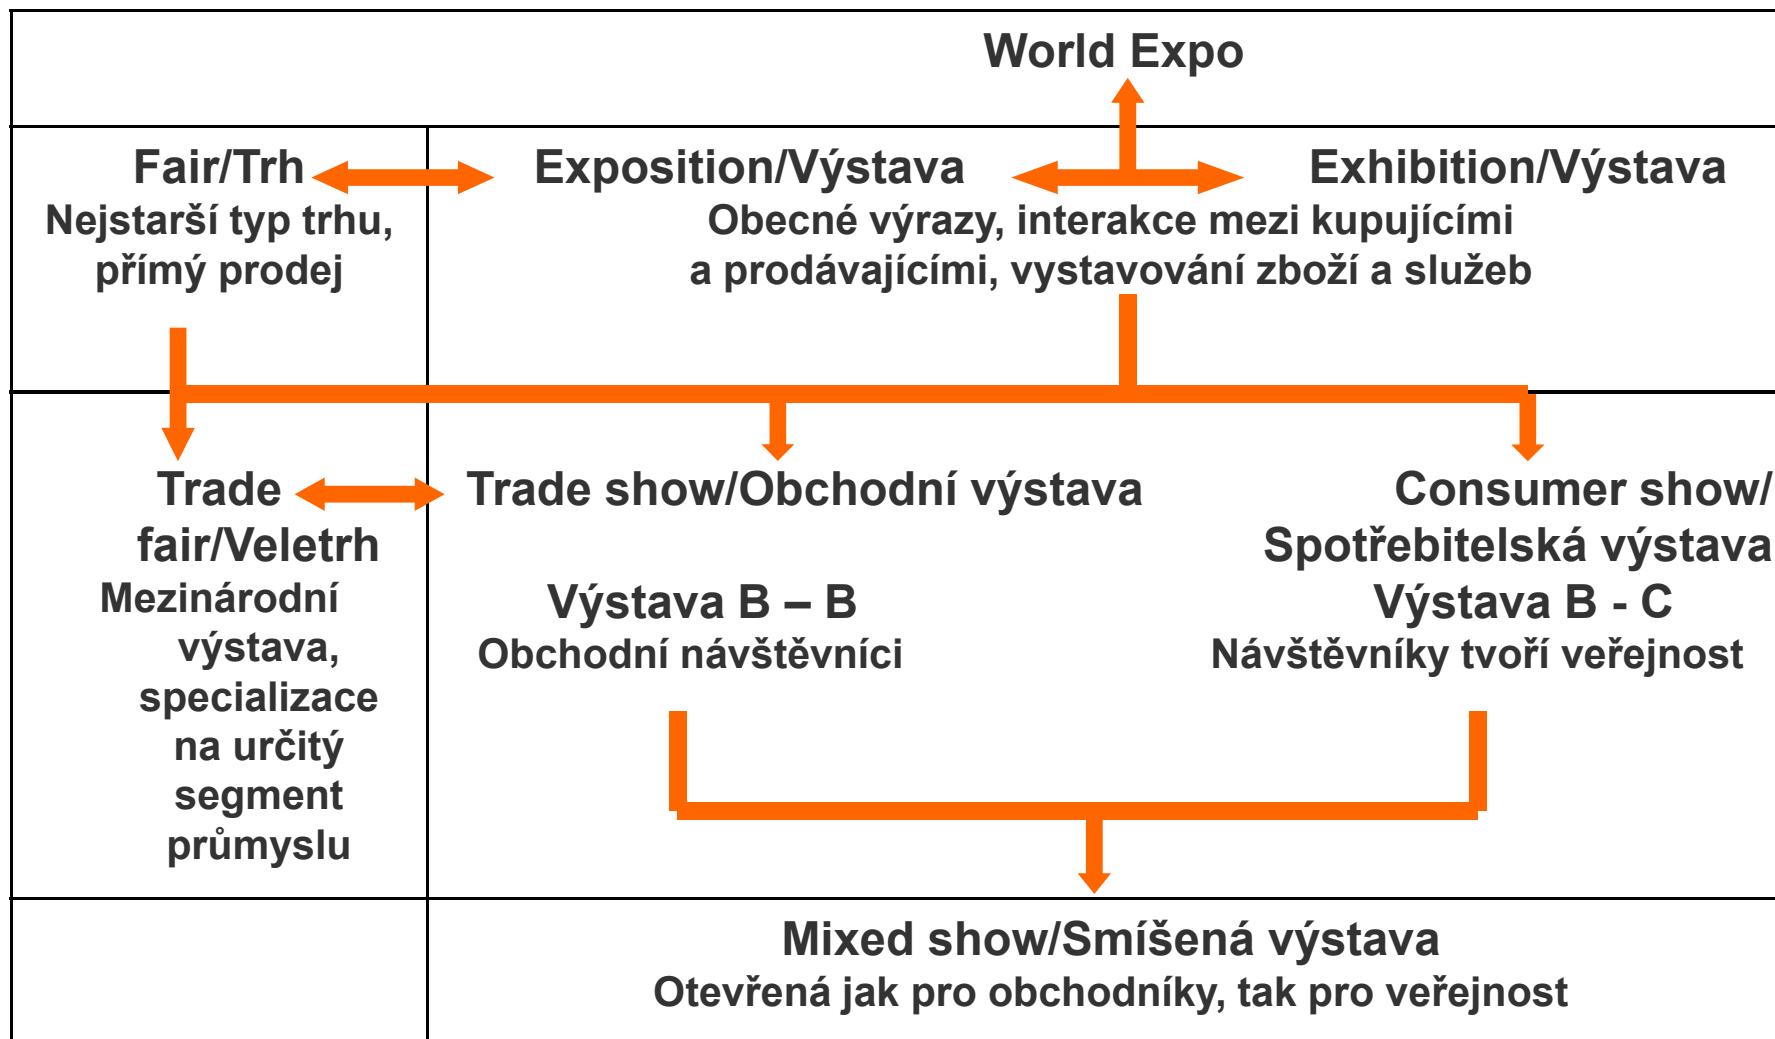 World Expo
Fair/Trh
Nejstarší typ trhu,
přímý prodej
Exposition/Výstava
Exhibition/Výstava
Obecné výrazy, interakce mezi kupujícími
a prodávajícími, vystavování zboží a služeb
Trade
fair/Veletrh
Mezinárodní
výstava,
specializace
na určitý
segment
průmyslu
Trade show/Obchodní výstava
Výstava B – B
Obchodní návštěvníci
Consumer show/
Spotřebitelská výstava
Výstava B - C
Návštěvníky tvoří veřejnost
Mixed show/Smíšená výstava
Otevřená jak pro obchodníky, tak pro veřejnost